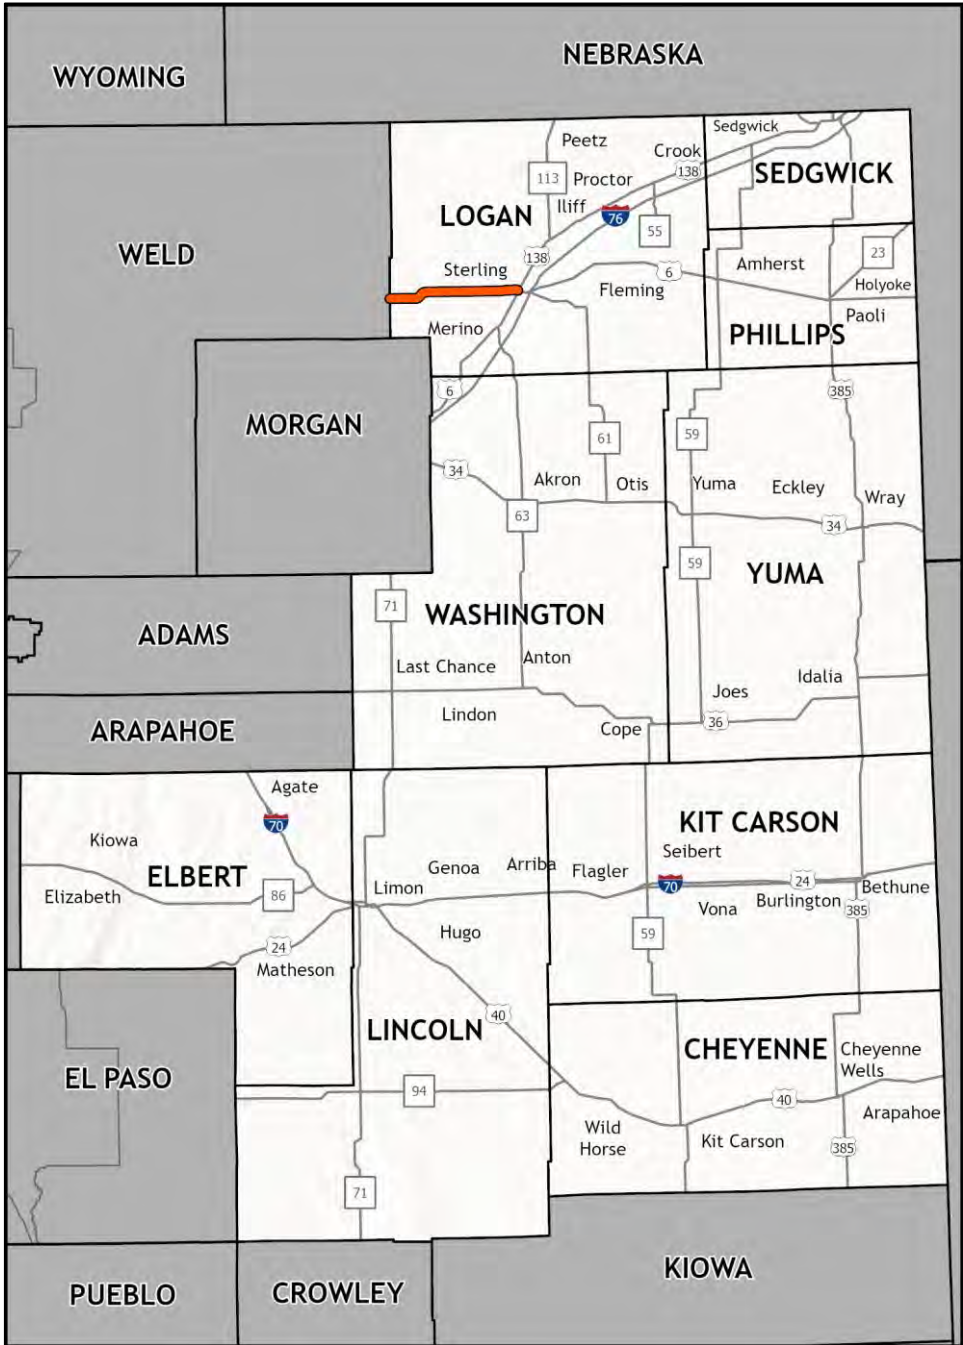 NEBRASKA
WYOMING
Sedgwick
Peetz
Crook
138
SEDGWICK
113
Proctor
LOGAN
Iliff
76
55
WELD
138
23
Sterling
6
Amherst
Fleming
Holyoke
Merino
Paoli
PHILLIPS
6
385
MORGAN
61
59
34
Akron
Otis
Yuma
Eckley
Wray
63
34
59
YUMA
71
WASHINGTON
ADAMS
Last Chance
Anton
Idalia
Joes
Lindon
36
ARAPAHOE
Cope
Agate
70
KIT CARSON
Kiowa
Seibert
ELBERT
Genoa
Arriba
Flagler
24
Elizabeth
86
Limon
70
Bethune
Vona
Burlington
385
Hugo
59
24
Matheson
40
LINCOLN
CHEYENNE
Cheyenne
Wells
EL PASO
94
40
Arapahoe
Wild
Horse
Kit Carson
385
71
KIOWA
PUEBLO
CROWLEY